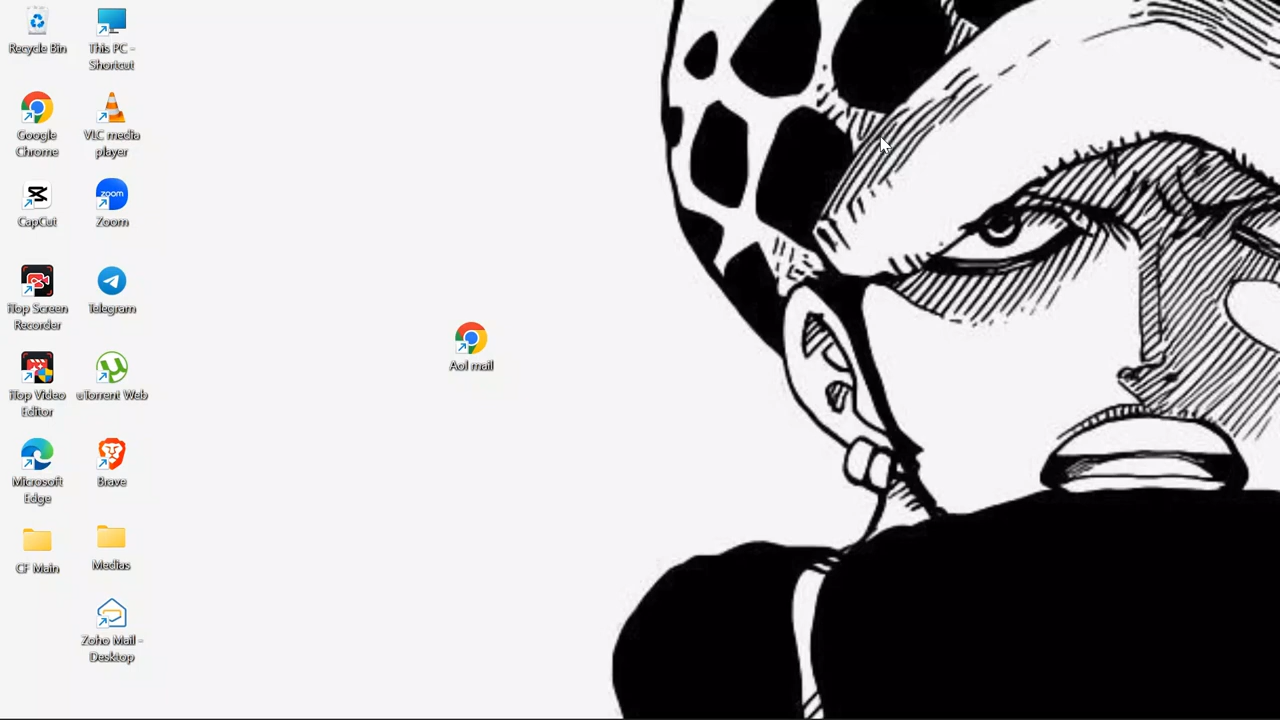 Recycle Bin
This PC -
Shortcut
Google
Chrome
VLC media
player
CapCut
zoom
Zoom
iTop Screen
Recorder
Telegram
iTop Video
Editor
uTorrent Web
Microsoft
Edge
Brave
CF Main
Medias
Zoho Mail -
Desktop
Aol mail